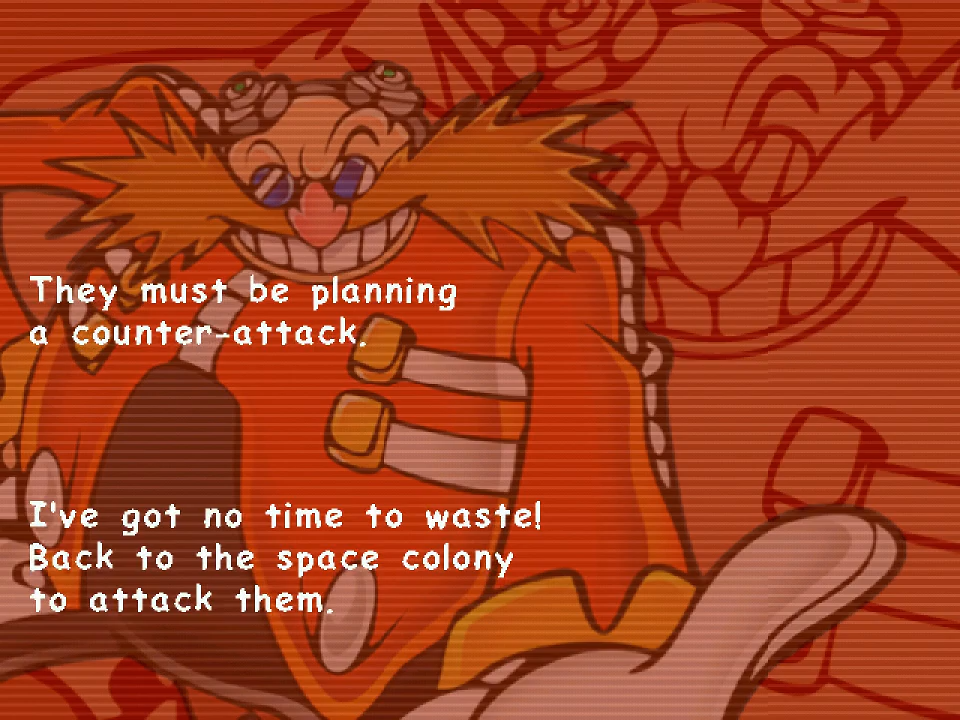 They must be planning
a counter-attack.
I've got no time to waste!
Back to the space colony
to attack them.